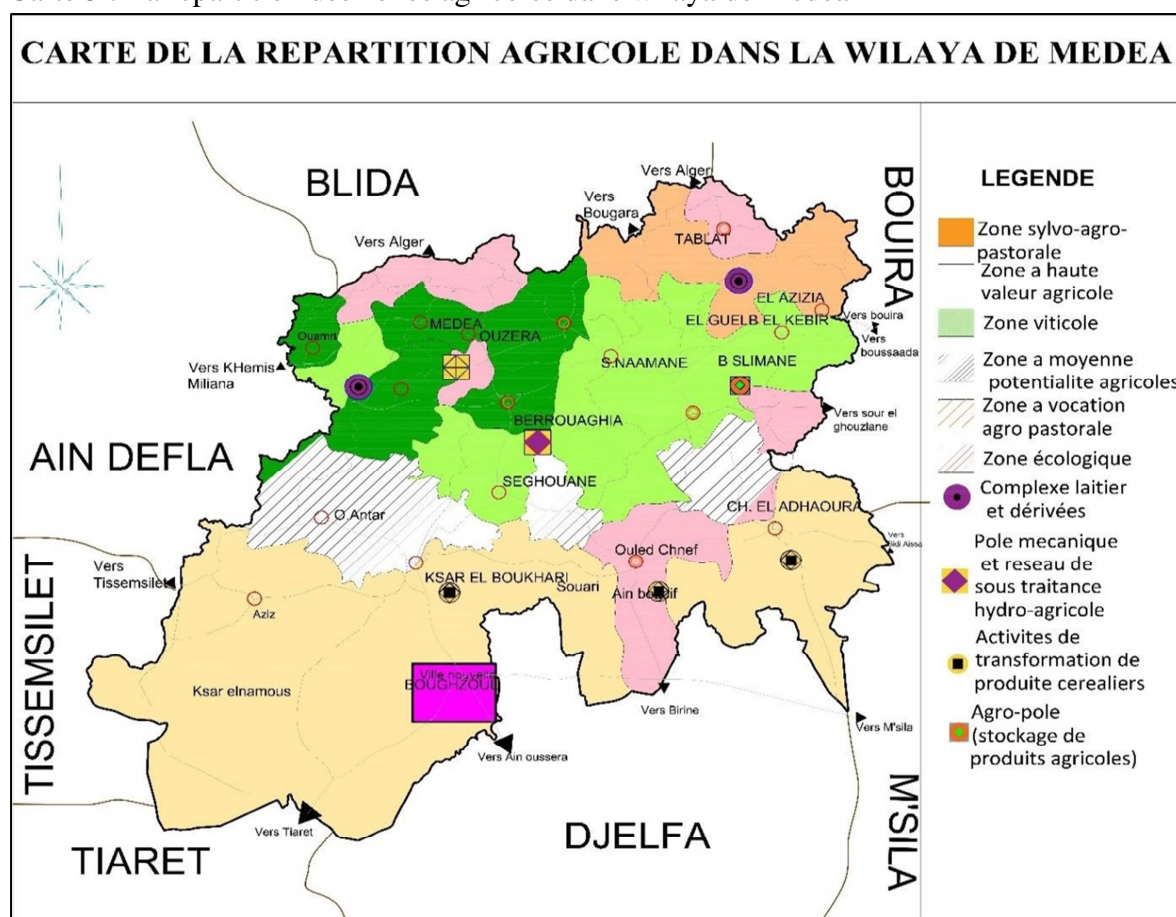 CARTE DE LA REPARTITION AGRICOLE DANS LA WILAYA DE MEDEA
BLIDA
BOUIRA
AIN DEFLA
TISSEMSILET
TIARET
DJELFA
M'SILA
Vers Alger
Vers
Bougara
Vers Alger
TABLAT
EL AZIZIA
EL GUELB EL KEBIR
Vers bouira
Vers
boussaada
MEDEA
OUZERA
Ouamri
S.NAAMANE
B SLIMANE
Vers KHemis
Miliana
Vers sour el
ghouzlane
BERROUAGHIA
SEGHOUANE
O.Antar
CH. EL ADHAOURA
Vers
Tissemsilet
Ouled Chnef
KSAR EL BOUKHARI
Souari
Aziz
Ksar elnamous
Ville nouvelle
Vers Birine
Vers M'sila
Vers Ain oussera
Vers Tiaret
LEGENDE
Zone sylvo-agro-
pastorale
Zone a haute
valeur agricole
Zone viticole
Zone a moyenne
potentialite agricoles
Zone a vocation
agro pastorale
Zone écologique
Complexe laitier
et dérivées
Pole mecanique
et reseau de
sous traitance
hydro-agricole
Activites de
transformation de
produite cerealiers
Agro-pole
(stockage de
produits agricoles)